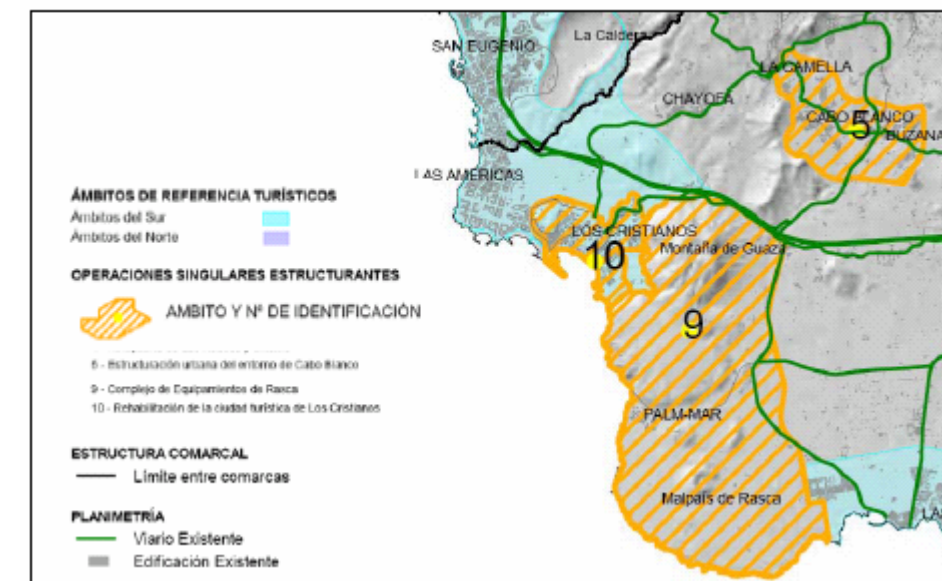 SAN EUGENIO
La Caldera
LA CAMELLA
CHAYOFA
CABO BLANCO
5
BUZANA
LAS AMÉRICAS
ÁMBITOS DE REFERENCIA TURÍSTICOS
Ámbitos del Sur
Ámbitos del Norte
LOS CRISTIANOS
10
Montaña de Guaza
OPERACIONES SINGULARES ESTRUCTURANTES
AMBITO Y Nº DE IDENTIFICACIÓN
9
5 - Estructuración urbana del entorno de Cabo Blanco
9 - Complejo de Equipamientos de Rasca
10 - Rehabilitación de la ciudad turística de Los Cristianos
PALM-MAR
ESTRUCTURA COMARCAL
Límite entre comarcas
Malpaís de Rasca
PLANIMETRÍA
Viario Existente
Edificación Existente